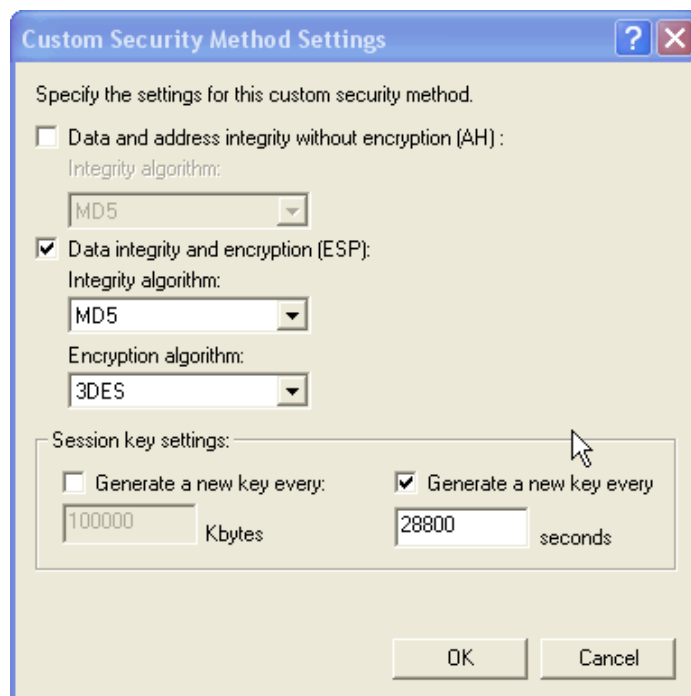 Custom Security Method Settings
Specify the settings for this custom security method.
Data and address integrity without encryption (AH) :
Integrity algorithm:
MD5
Data integrity and encryption (ESP):
Integrity algorithm:
MD5
Encryption algorithm:
3DES
Session key settings:
Generate a new key every: Generate a new key every
100000 Kbytes 28800 seconds
OK Cancel